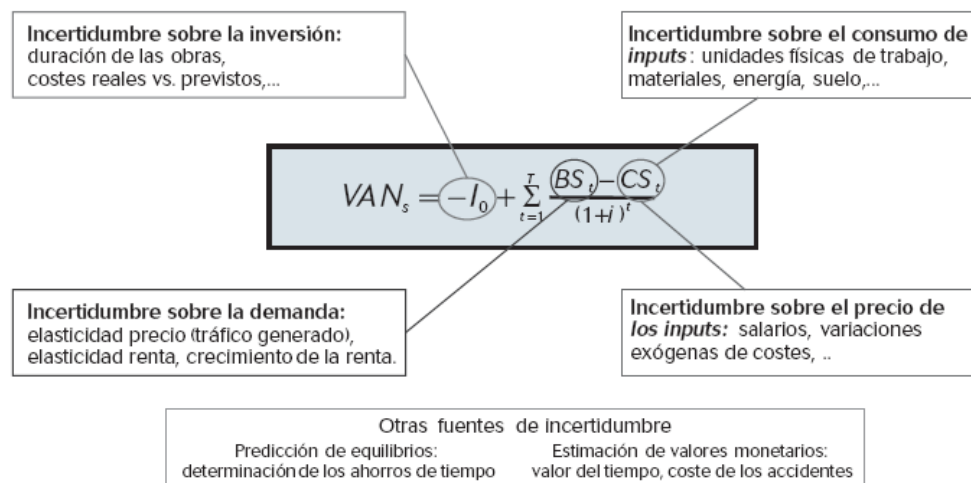 Incertidumbre sobre la inversión:
duración de las obras,
costes reales vs. previstos,...
Incertidumbre sobre el consumo de
inputs: unidades físicas de trabajo,
materiales, energía, suelo,...
VANₛ = -I₀ + Σ_{t=1}^{T} (BSₜ - CSₜ) / (1+i)ᵗ
Incertidumbre sobre la demanda:
elasticidad precio (tráfico generado),
elasticidad renta, crecimiento de la renta.
Incertidumbre sobre el precio de
los inputs: salarios, variaciones
exógenas de costes, ..
Otras fuentes de incertidumbre
Predicción de equilibrios:
determinación de los ahorros de tiempo
Estimación de valores monetarios:
valor del tiempo, coste de los accidentes